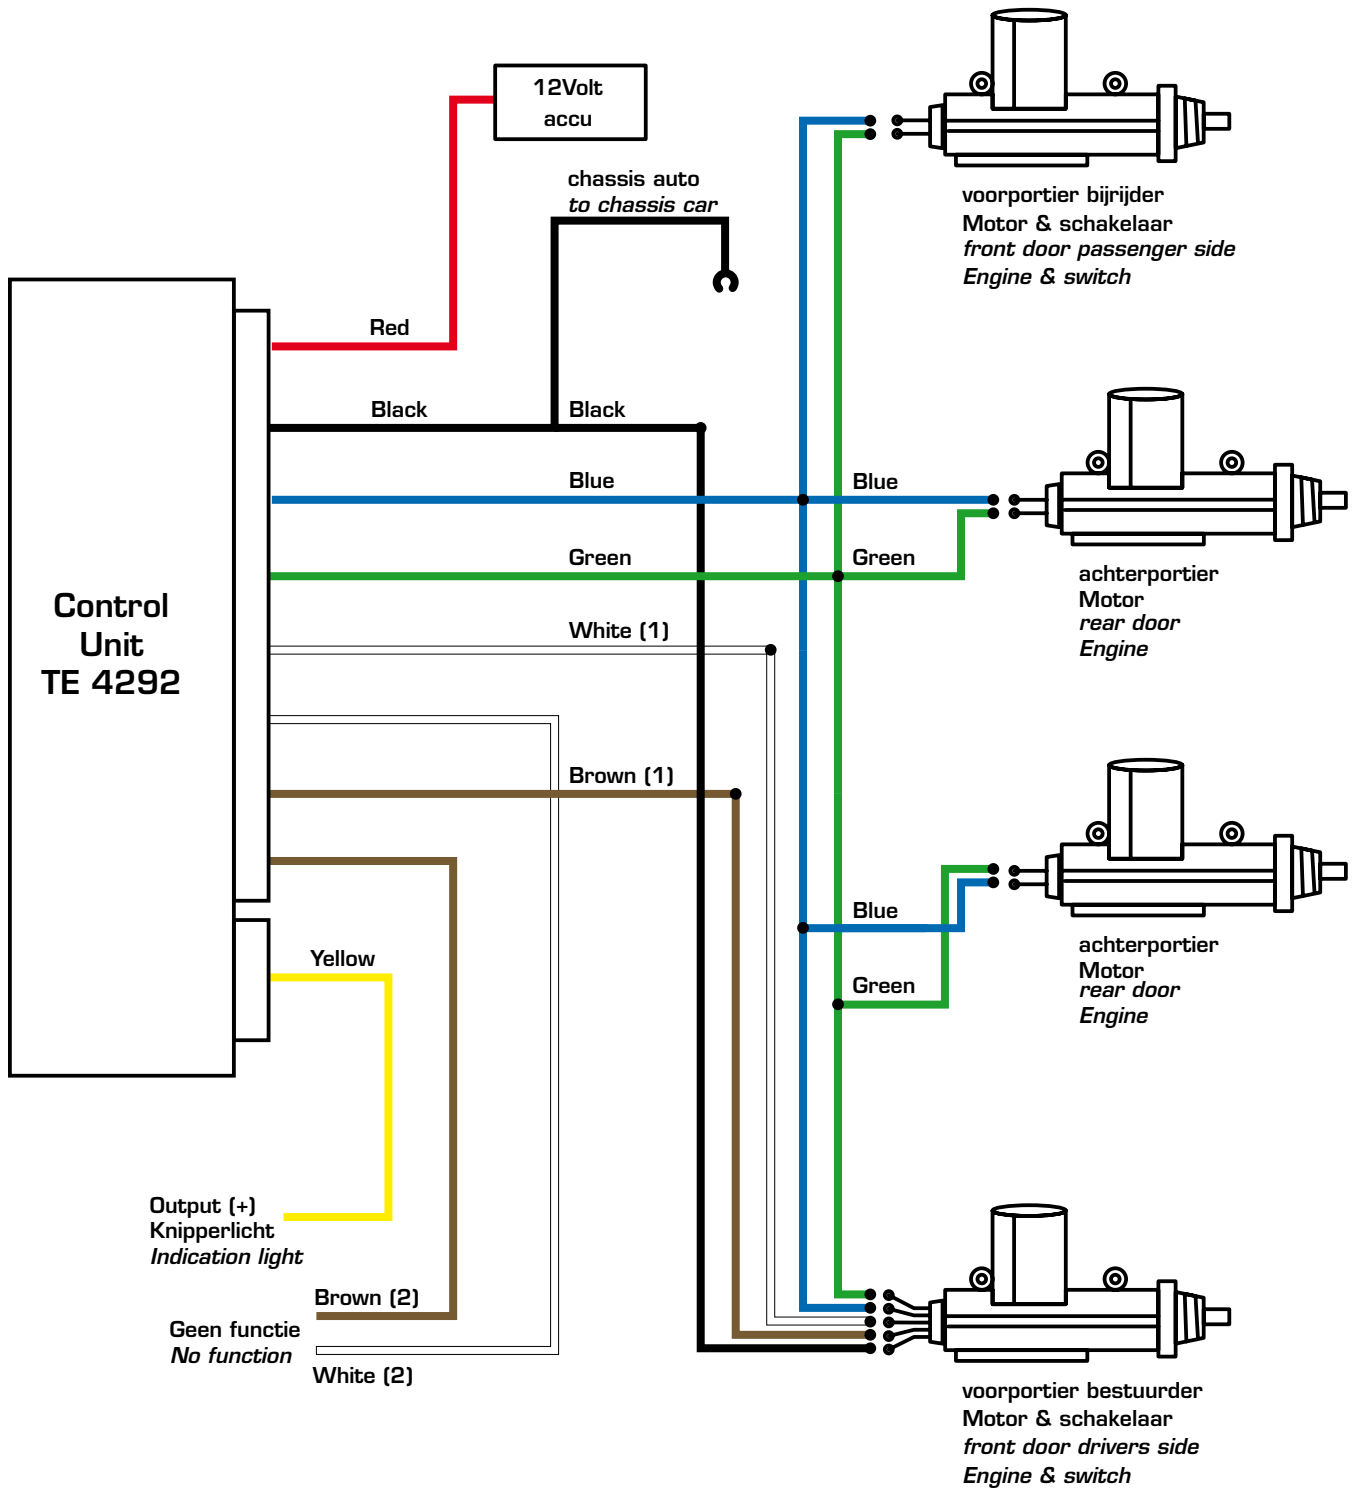 12Volt
accu
chassis auto
to chassis car
voorportier bijrijder
Motor & schakelaar
front door passenger side
Engine & switch
Red
Black
Black
Blue
Blue
Green
Green
achterportier
Motor
rear door
Engine
Control
Unit
TE 4292
White (1)
Brown (1)
Blue
Green
achterportier
Motor
rear door
Engine
Yellow
Output (+)
Knipperlicht
Indication light
Brown (2)
Geen functie
No function
White (2)
voorportier bestuurder
Motor & schakelaar
front door drivers side
Engine & switch